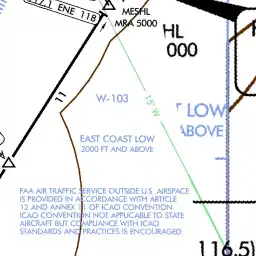 ENE 118
MESHL
MRA 5000
HL
000
W-103
15°W
11
LOW
ABOVE
EAST COAST LOW
2000 FT AND ABOVE
FAA AIR TRAFFIC SERVICE OUTSIDE U.S. AIRSPACE
IS PROVIDED IN ACCORDANCE WITH ARTICLE
12 AND ANNEX 11 OF ICAO CONVENTION.
ICAO CONVENTION NOT APPLICABLE TO STATE
AIRCRAFT BUT COMPLIANCE WITH ICAO
STANDARDS AND PRACTICES IS ENCOURAGED.
116.5)